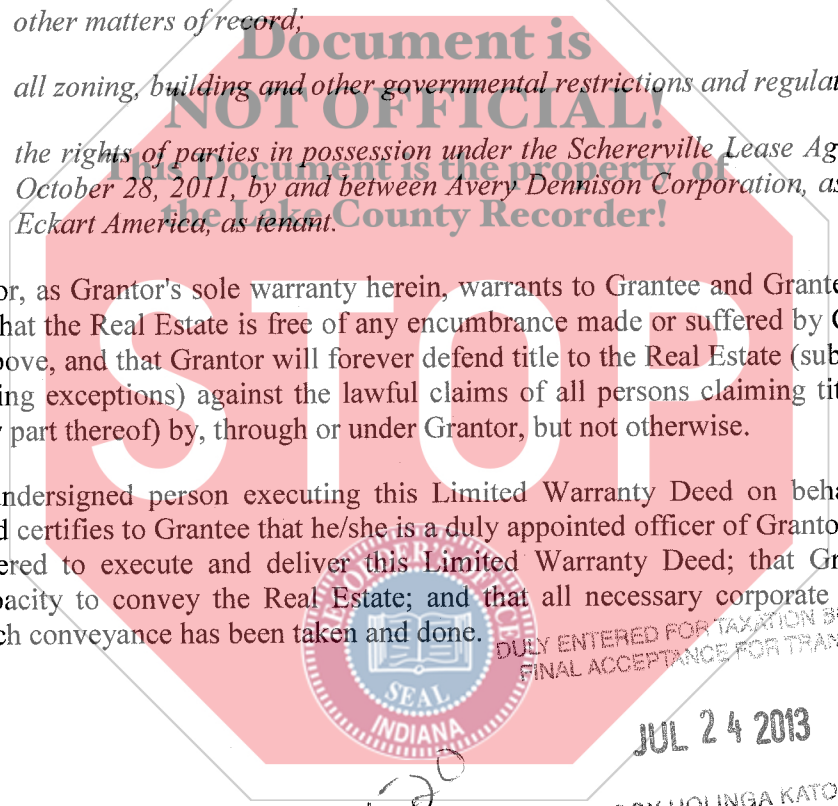 other matters of record;
Document is
all zoning, building and other governmental restrictions and regulat
NOT OFFICIAL!
the rights of parties in possession under the Schererville Lease Ag
This Document is the property of
October 28, 2011, by and between Avery Dennison Corporation, as
the Lake County Recorder!
Eckart America, as tenant.
or, as Grantor's sole warranty herein, warrants to Grantee and Grante
hat the Real Estate is free of any encumbrance made or suffered by G
bove, and that Grantor will forever defend title to the Real Estate (sub
ing exceptions) against the lawful claims of all persons claiming tit
part thereof) by, through or under Grantor, but not otherwise.
STOP
ndersigned person executing this Limited Warranty Deed on beha
d certifies to Grantee that he/she is a duly appointed officer of Granto
ered to execute and deliver this Limited Warranty Deed; that Gr
pacity to convey the Real Estate; and that all necessary corporate
ch conveyance has been taken and done.
RECORDER'S OFFICE
SEAL
INDIANA
DULY ENTERED FOR TAXATION S
FINAL ACCEPTANCE FOR TRAN
JUL 24 2013
20
HOLINGA KATO